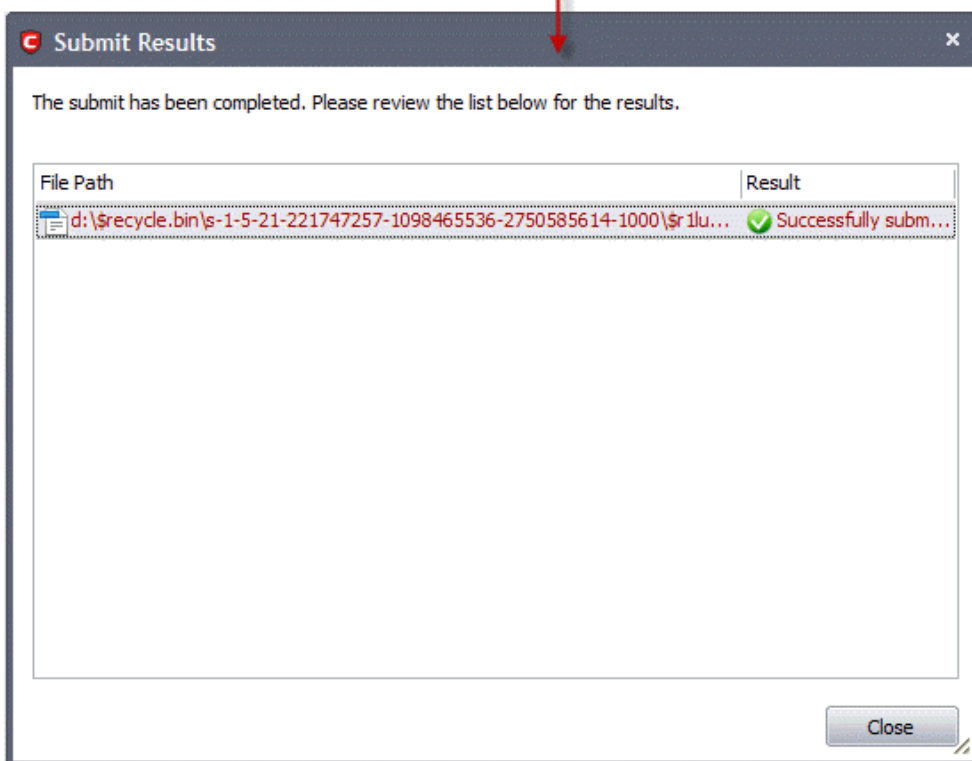 Submit Results
The submit has been completed. Please review the list below for the results.
File Path Result
d:\$recycle.bin\s-1-5-21-221747257-1098465536-2750585614-1000\$r1lu... Successfully subm...
Close